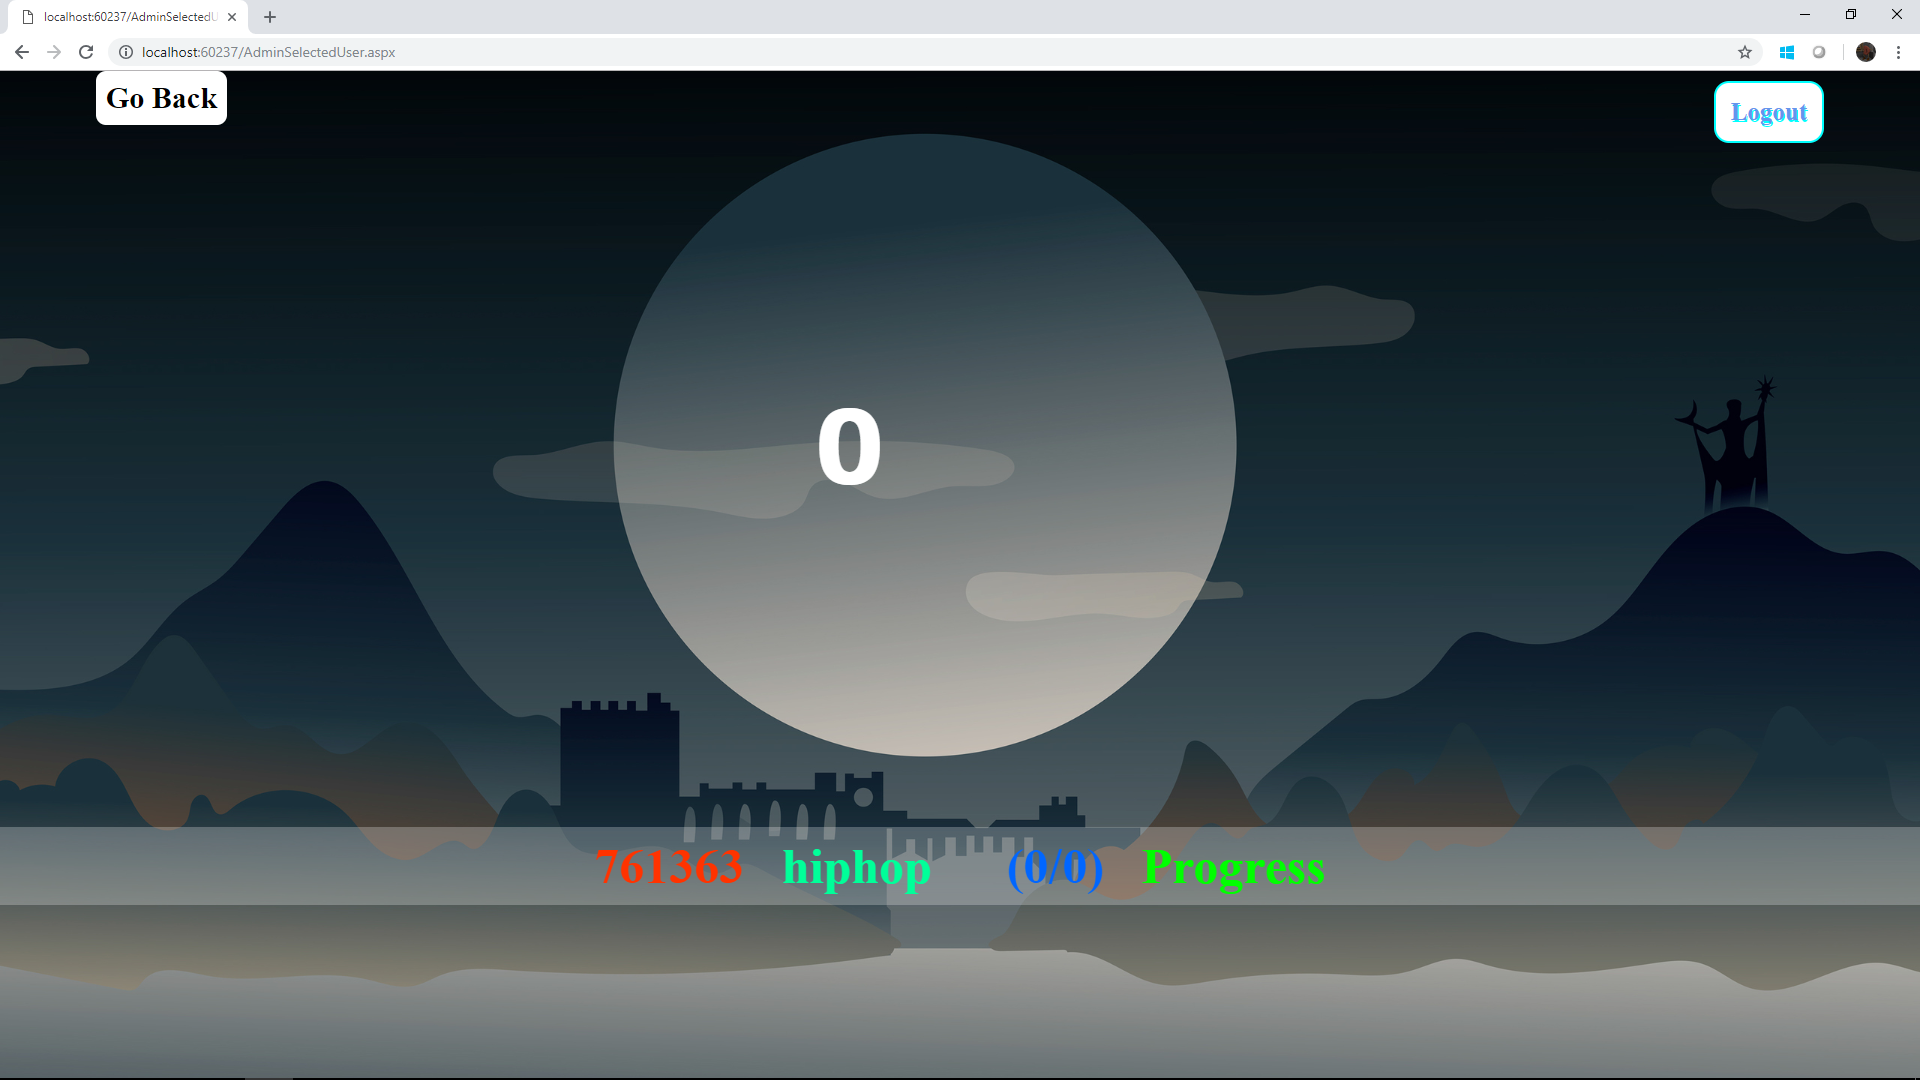 localhost:60237/AdminSelectedU
localhost:60237/AdminSelectedUser.aspx
Go Back
Logout
0
761363 hiphop (0/0) Progress